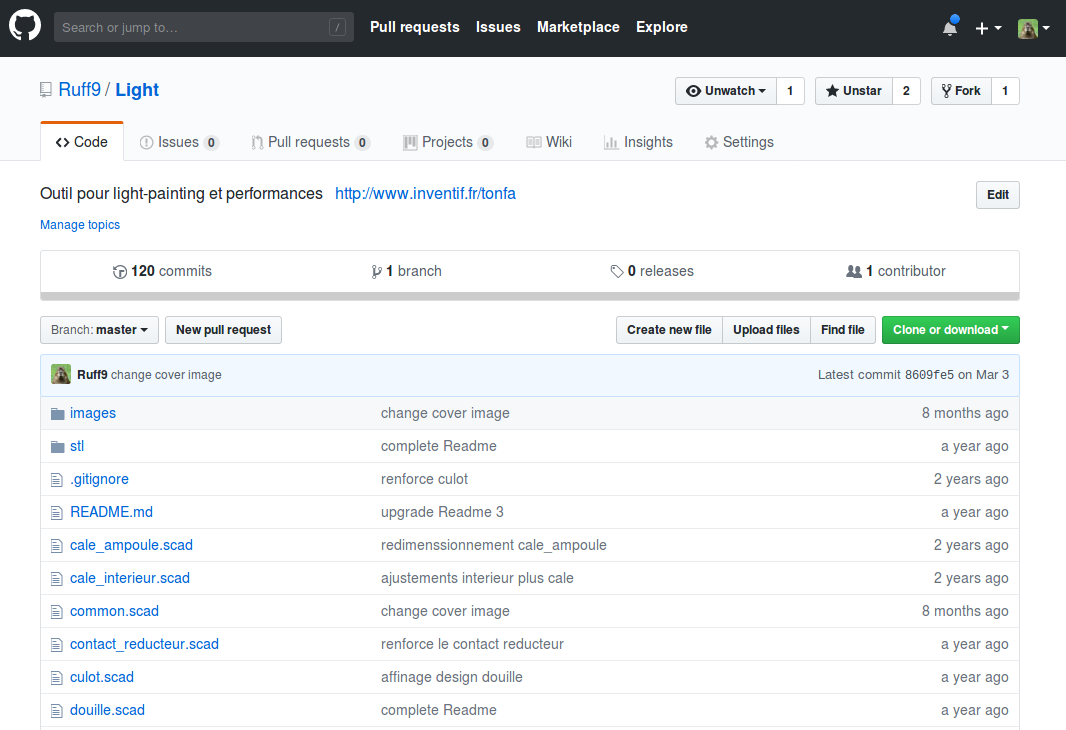 Search or jump to… / Pull requests Issues Marketplace Explore
Ruff9 / Light Unwatch 1 Unstar 2 Fork 1
Code Issues 0 Pull requests 0 Projects 0 Wiki Insights Settings
Outil pour light-painting et performances http://www.inventif.fr/tonfa Edit
Manage topics
120 commits 1 branch 0 releases 1 contributor
Branch: master New pull request Create new file Upload files Find file Clone or download
Ruff9 change cover image Latest commit 8609fe5 on Mar 3
images change cover image 8 months ago
stl complete Readme a year ago
.gitignore renforce culot 2 years ago
README.md upgrade Readme 3 a year ago
cale_ampoule.scad redimenssionnement cale_ampoule 2 years ago
cale_interieur.scad ajustements interieur plus cale 2 years ago
common.scad change cover image 8 months ago
contact_reducteur.scad renforce le contact reducteur a year ago
culot.scad affinage design douille a year ago
douille.scad complete Readme a year ago